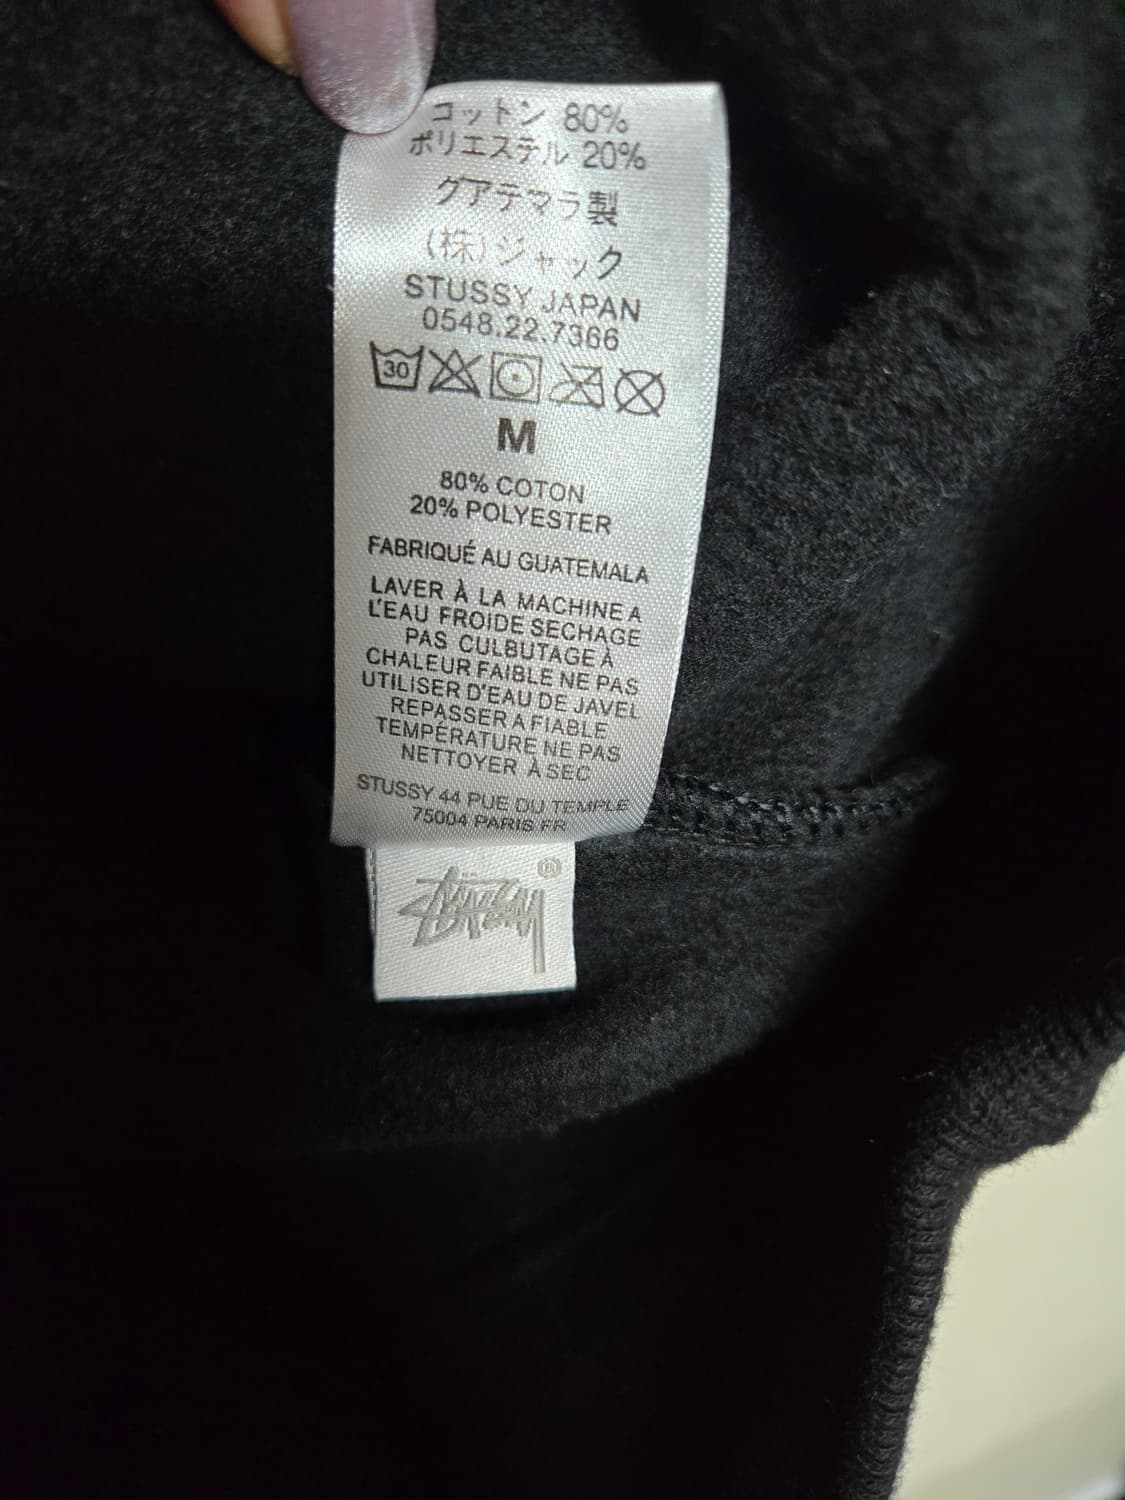 コットン 80%
ポリエステル 20%
グアテマラ製
(株)ジャック
STUSSY JAPAN
0548.22.7366
30
M
80% COTON
20% POLYESTER
FABRIQUÉ AU GUATEMALA
LAVER À LA MACHINE A
L'EAU FROIDE SECHAGE
PAS CULBUTAGE À
CHALEUR FAIBLE NE PAS
UTILISER D'EAU DE JAVEL
REPASSER A FIABLE
TEMPÉRATURE NE PAS
NETTOYER À SEC
STUSSY 44 PUE DU TEMPLE
75004 PARIS FR
STÜSSY ®